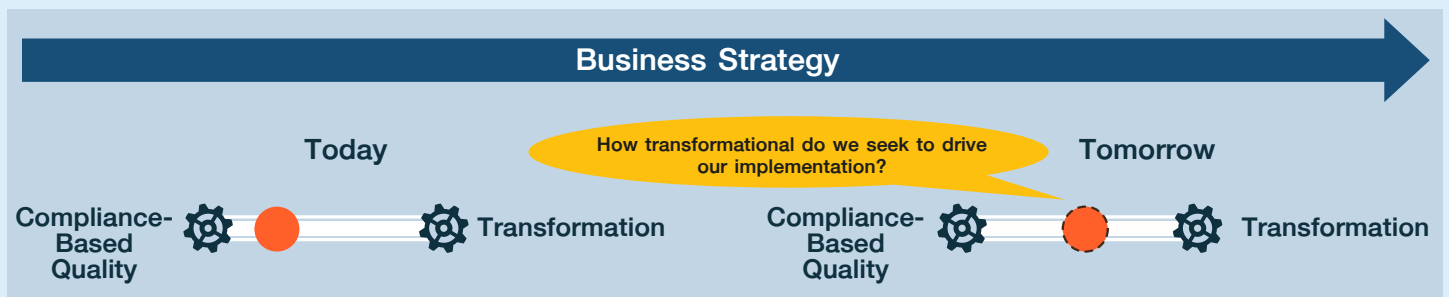 Business Strategy
Today
How transformational do we seek to drive
our implementation?
Tomorrow
Compliance-
Based
Quality
Transformation
Compliance-
Based
Quality
Transformation